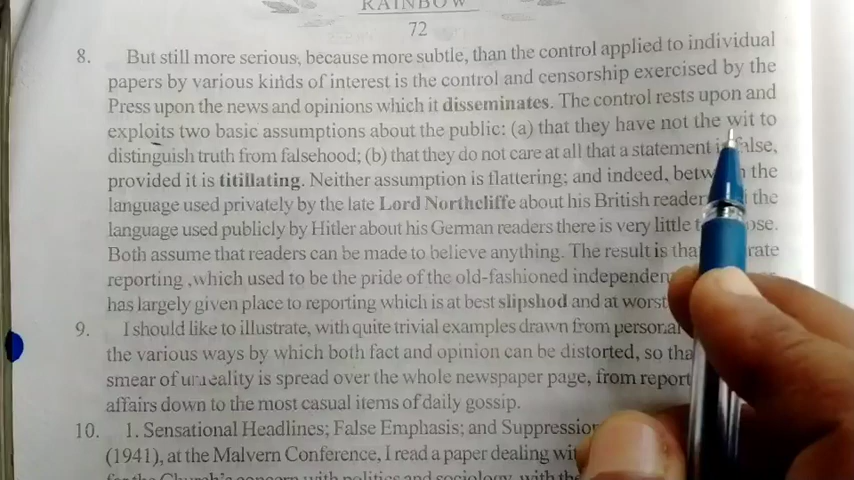 RAINBOW
72
8. But still more serious, because more subtle, than the control applied to individual
papers by various kinds of interest is the control and censorship exercised by the
Press upon the news and opinions which it disseminates. The control rests upon and
exploits two basic assumptions about the public: (a) that they have not the wit to
distinguish truth from falsehood; (b) that they do not care at all that a statement is false,
provided it is titillating. Neither assumption is flattering; and indeed, between the
language used privately by the late Lord Northcliffe about his British reader the
language used publicly by Hitler about his German readers there is very little
Both assume that readers can be made to believe anything. The result is
reporting ,which used to be the pride of the old-fashioned
has largely given place to reporting which is at best slipshod and at worst
9. I should like to illustrate, with quite trivial examples drawn from
the various ways by which both fact and opinion can be distorted, so
smear of unreality is spread over the whole newspaper page, from report
affairs down to the most casual items of daily gossip.
10. 1. Sensational Headlines; False Emphasis; and
(1941), at the Malvern Conference, I read a paper dealing
for the Church's concern with politics and sociology, with the